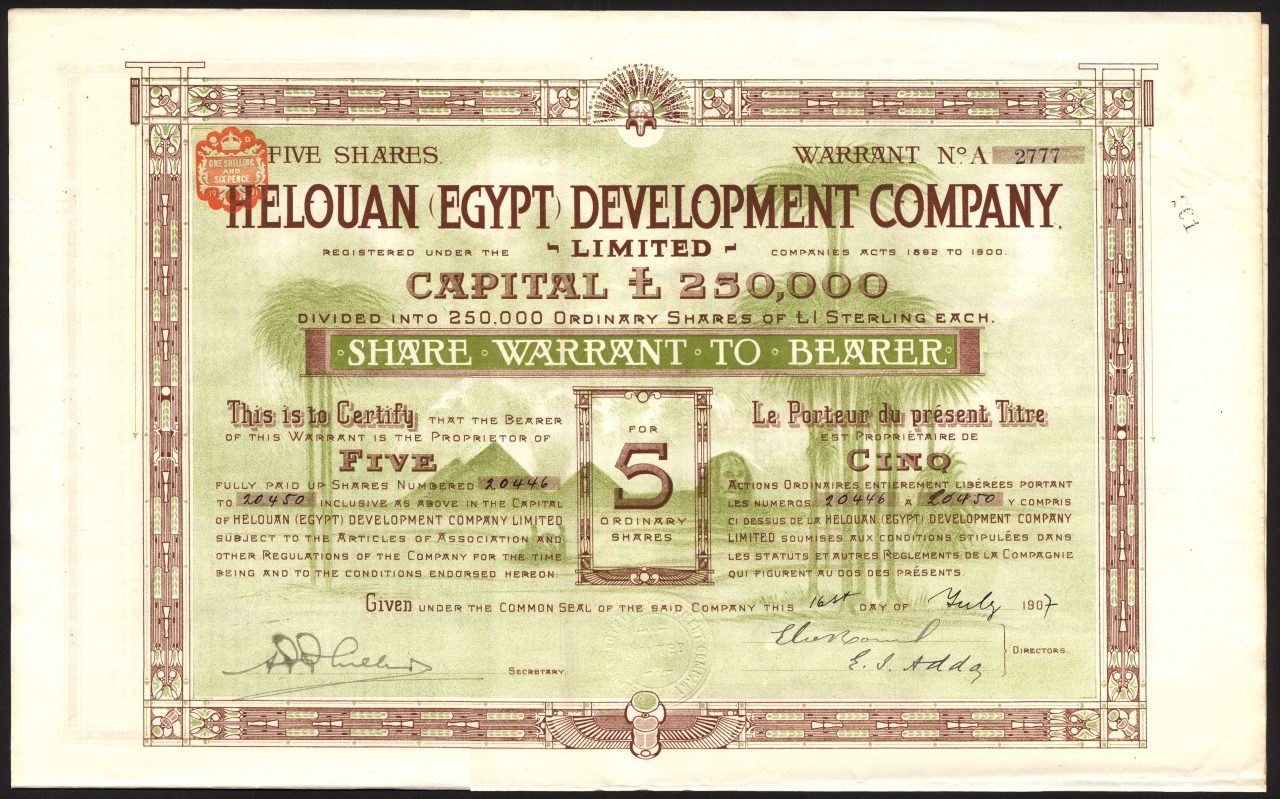 FIVE SHARES.
WARRANT No. A 2777
ONE SHILLING
AND
SIX PENCE
HELOUAN (EGYPT) DEVELOPMENT COMPANY.
LIMITED
REGISTERED UNDER THE COMPANIES ACTS 1862 TO 1900.
CAPITAL £ 250,000
DIVIDED INTO 250,000 ORDINARY SHARES OF £1 STERLING EACH.
SHARE · WARRANT · TO · BEARER
This is to Certify THAT THE BEARER
OF THIS WARRANT IS THE PROPRIETOR OF
FIVE
FULLY PAID UP SHARES NUMBERED 20446
TO 20450 INCLUSIVE AS ABOVE IN THE CAPITAL
OF HELOUAN (EGYPT) DEVELOPMENT COMPANY LIMITED
SUBJECT TO THE ARTICLES OF ASSOCIATION AND
OTHER REGULATIONS OF THE COMPANY FOR THE TIME
BEING AND TO THE CONDITIONS ENDORSED HEREON.
FOR
5
ORDINARY
SHARES
Le Porteur du présent Titre
EST PROPRIÉTAIRE DE
CINQ
ACTIONS ORDINAIRES ENTIEREMENT LIBÉRÉES PORTANT
LES NUMEROS 20446 A 20450 Y COMPRIS
CI DESSUS DE LA HELOUAN (EGYPT) DEVELOPMENT COMPANY
LIMITED SOUMISES AUX CONDITIONS STIPULÉES DANS
LES STATUTS ET AUTRES REGLEMENTS DE LA COMPAGNIE
QUI FIGURENT AU DOS DES PRÉSENTS.
Given UNDER THE COMMON SEAL OF THE SAID COMPANY THIS 16st DAY OF July 1907
SECRETARY.
E. I. Adda
DIRECTORS.